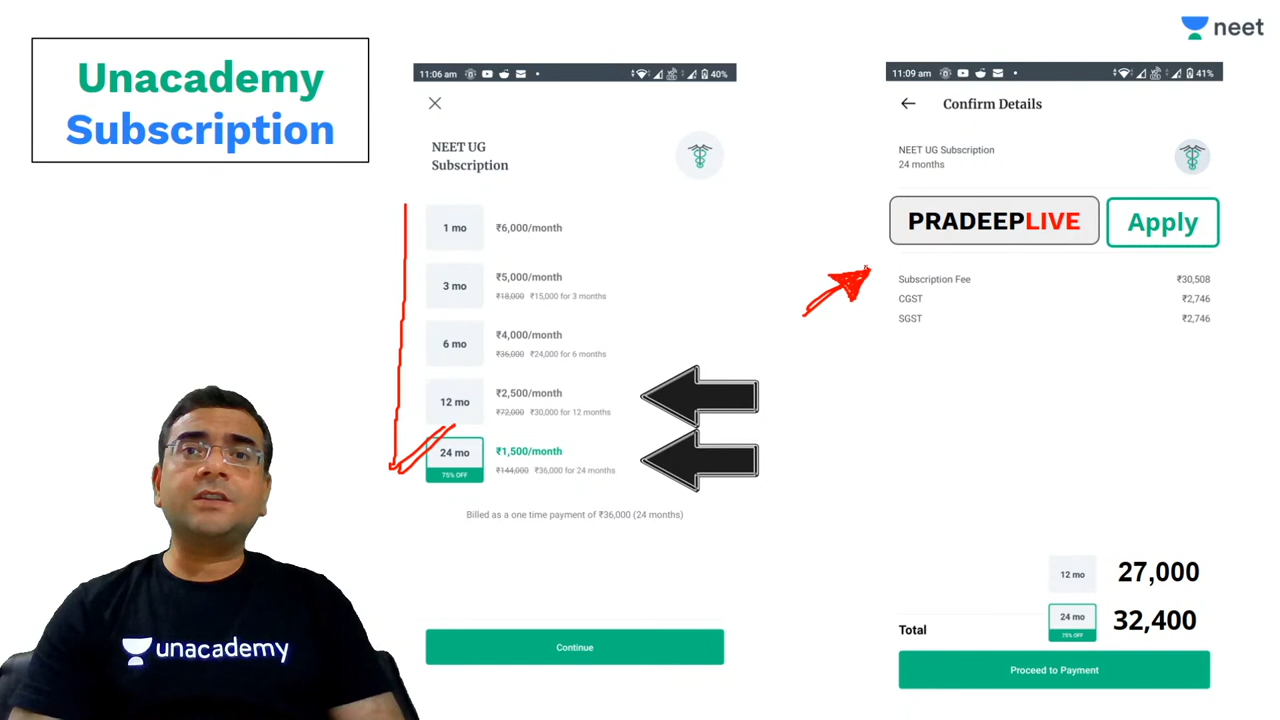 Unacademy
Subscription
neet
11:06 am
40%
NEET UG
Subscription
1 mo
₹6,000/month
3 mo
₹5,000/month
₹18,000 ₹15,000 for 3 months
6 mo
₹4,000/month
₹36,000 ₹24,000 for 6 months
12 mo
₹2,500/month
₹72,000 ₹30,000 for 12 months
24 mo
75% OFF
₹1,500/month
₹144,000 ₹36,000 for 24 months
Billed as a one time payment of ₹36,000 (24 months)
Continue
11:09 am
41%
Confirm Details
NEET UG Subscription
24 months
PRADEEPLIVE
Apply
Subscription Fee ₹30,508
CGST ₹2,746
SGST ₹2,746
12 mo 27,000
24 mo 32,400
75% OFF
Total
Proceed to Payment
unacademy